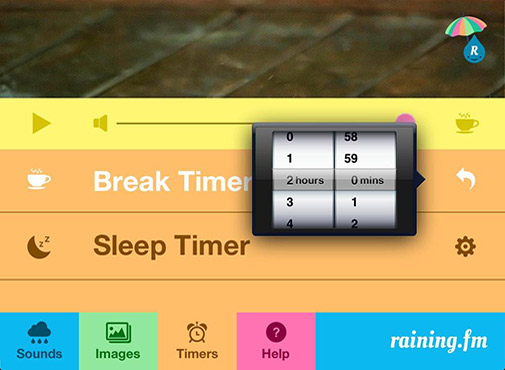 R
0 58
1 59
2 hours 0 mins
3 1
4 2
Break Timer
z z
Sleep Timer
Sounds
Images
Timers
?
Help
raining.fm